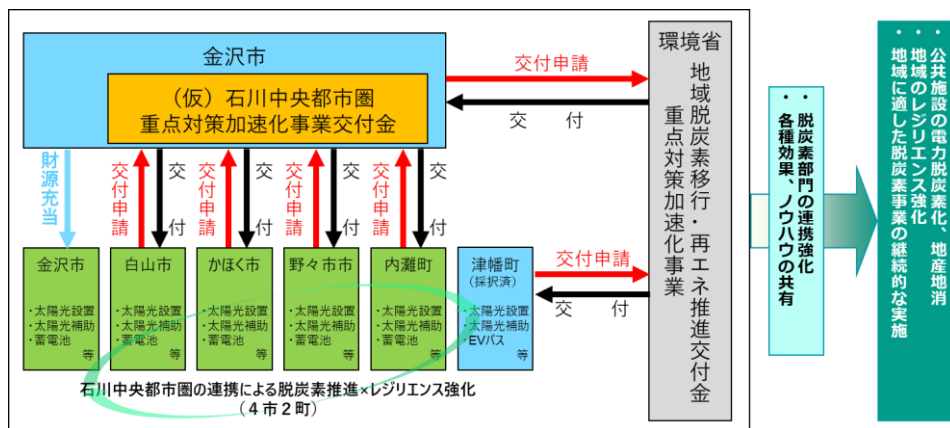 金沢市
(仮)石川中央都市圏
重点対策加速化事業交付金
交付申請
交　付
環境省
地域脱炭素移行・再エネ推進交付金
重点対策加速化事業
財源充当
交付申請
交　付
交付申請
交　付
交付申請
交　付
交付申請
交　付
金沢市
・太陽光設置
・太陽光補助
・蓄電池
等
白山市
・太陽光設置
・太陽光補助
・蓄電池
等
かほく市
・太陽光設置
・太陽光補助
・蓄電池
等
野々市市
・太陽光設置
・太陽光補助
・蓄電池
等
内灘町
・太陽光設置
・太陽光補助
・蓄電池
等
津幡町
(採択済)
・太陽光設置
・太陽光補助
・EVバス
等
交付申請
交　付
石川中央都市圏の連携による脱炭素推進×レジリエンス強化
(4市2町)
・脱炭素部門の連携強化
・各種効果、ノウハウの共有
・公共施設の電力脱炭素化、地産地消
・地域のレジリエンス強化
・地域に適した脱炭素事業の継続的な実施